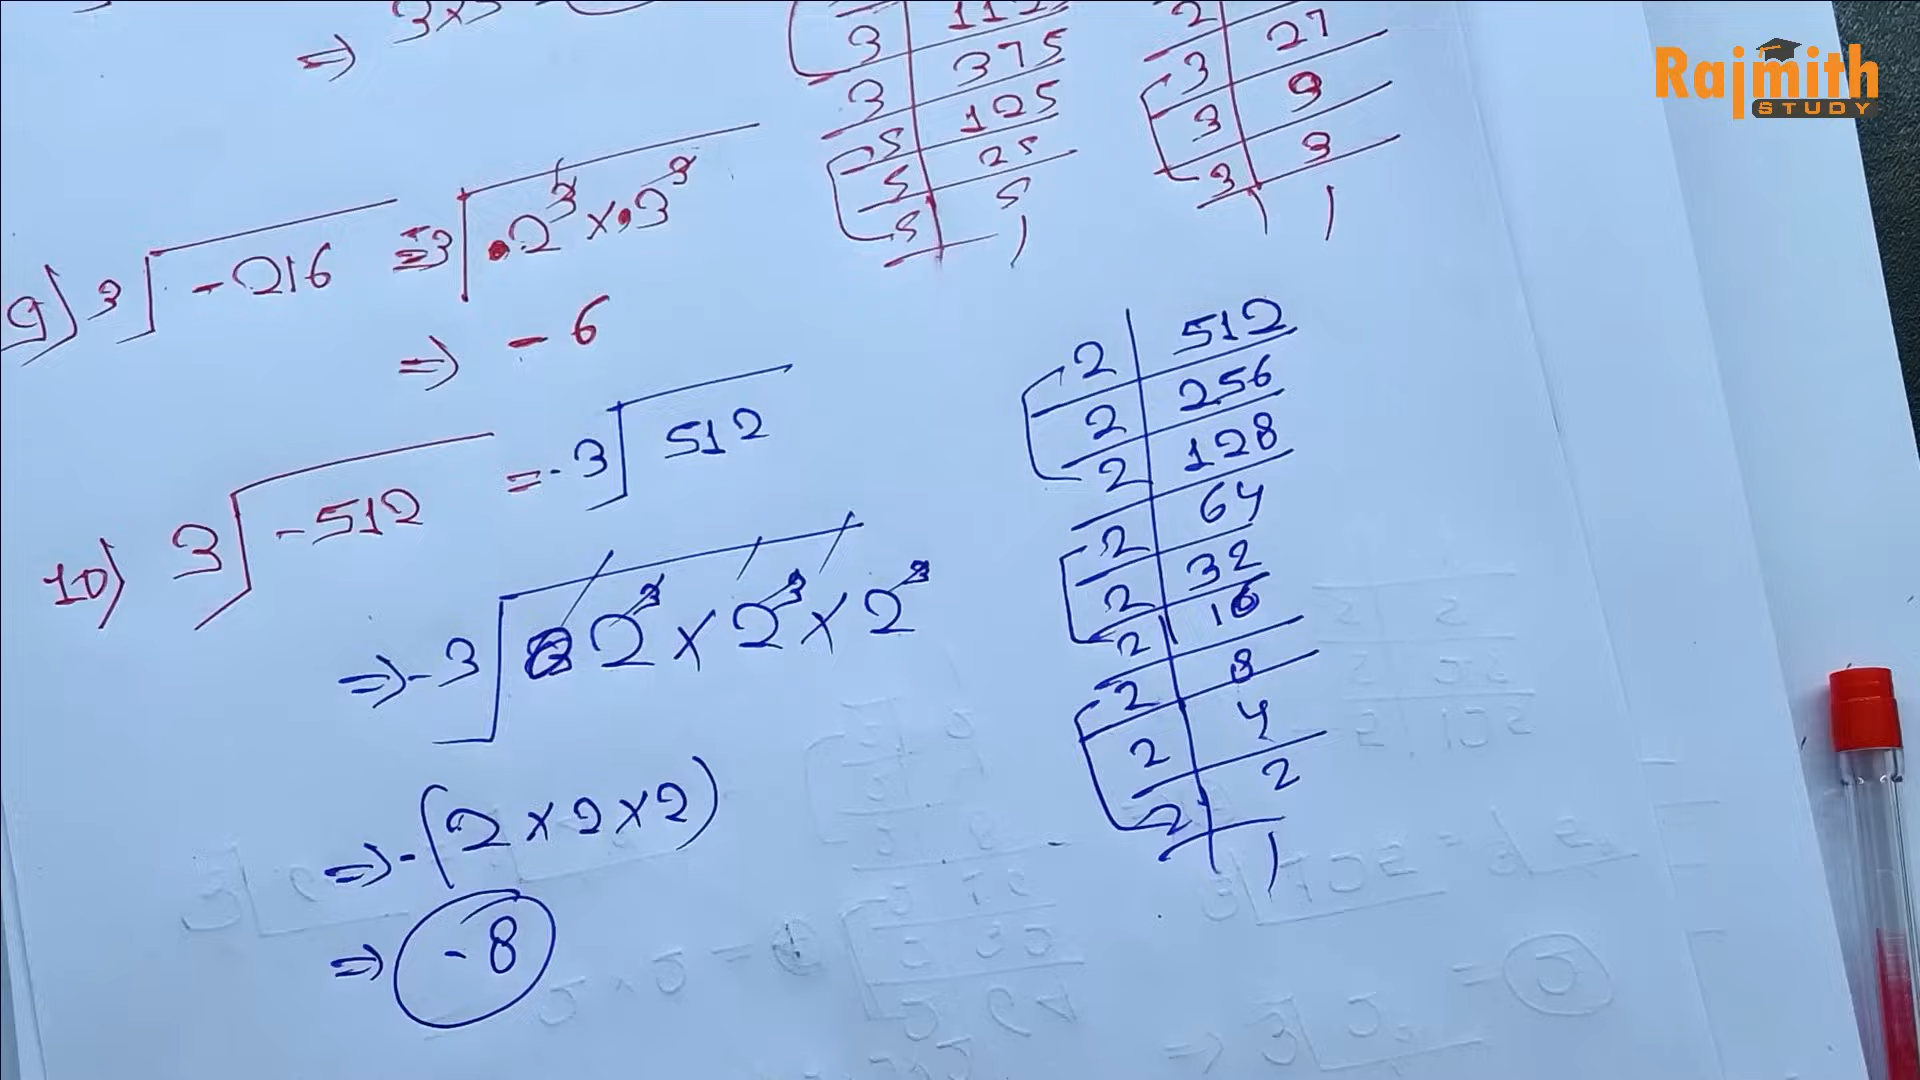 ⇒ 3×3
3 | 375
3 | 125
5 | 25
5 | 5
5 | 1
2 | 27
3 | 9
3 | 3
3 | 1
Rajmith
STUDY
9) ∛-216 = -∛2³ × 3³
⇒ -6
10) ∛-512 = -∛512
⇒ -∛2³ × 2³ × 2³
⇒ -(2 × 2 × 2)
⇒ -8
2 | 512
2 | 256
2 | 128
2 | 64
2 | 32
2 | 16
2 | 8
2 | 4
2 | 2
1